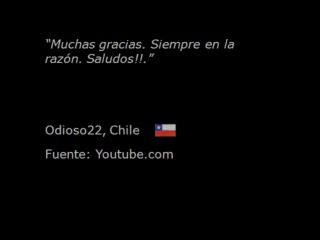 “Muchas gracias. Siempre en la
razón. Saludos!!.”
Odioso22, Chile
Fuente: Youtube.com